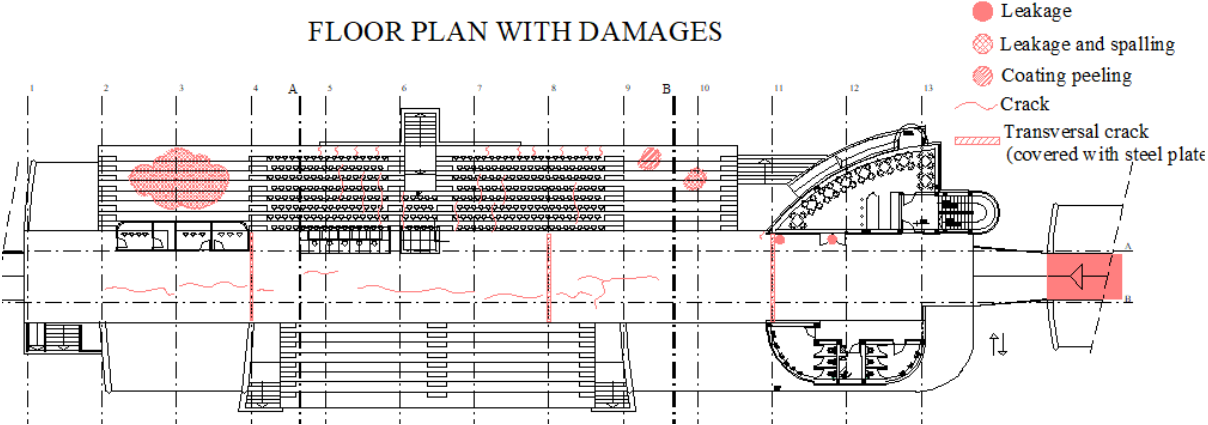 FLOOR PLAN WITH DAMAGES
Leakage
Leakage and spalling
Coating peeling
Crack
Transversal crack
(covered with steel plate
1 2 3 4 A 5 6 7 8 9 B 10 11 12 13
A
B